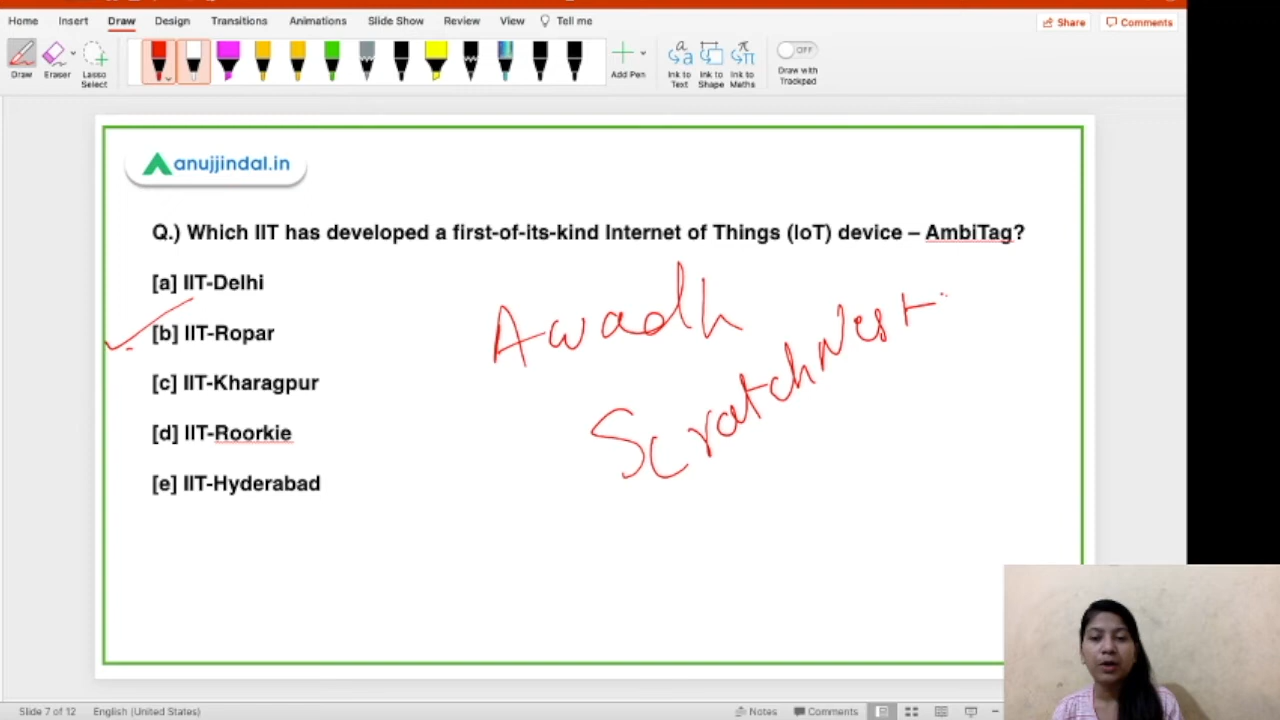 Home Insert Draw Design Transitions Animations Slide Show Review View Tell me
Share Comments
Draw Eraser Lasso Select Add Pen Ink to Text Ink to Shape Ink to Maths OFF Draw with Trackpad
anujjindal.in
Q.) Which IIT has developed a first-of-its-kind Internet of Things (IoT) device – AmbiTag?
[a] IIT-Delhi
[b] IIT-Ropar
[c] IIT-Kharagpur
[d] IIT-Roorkie
[e] IIT-Hyderabad
Awadh
ScratchNest
Slide 7 of 12 English (United States) Notes Comments